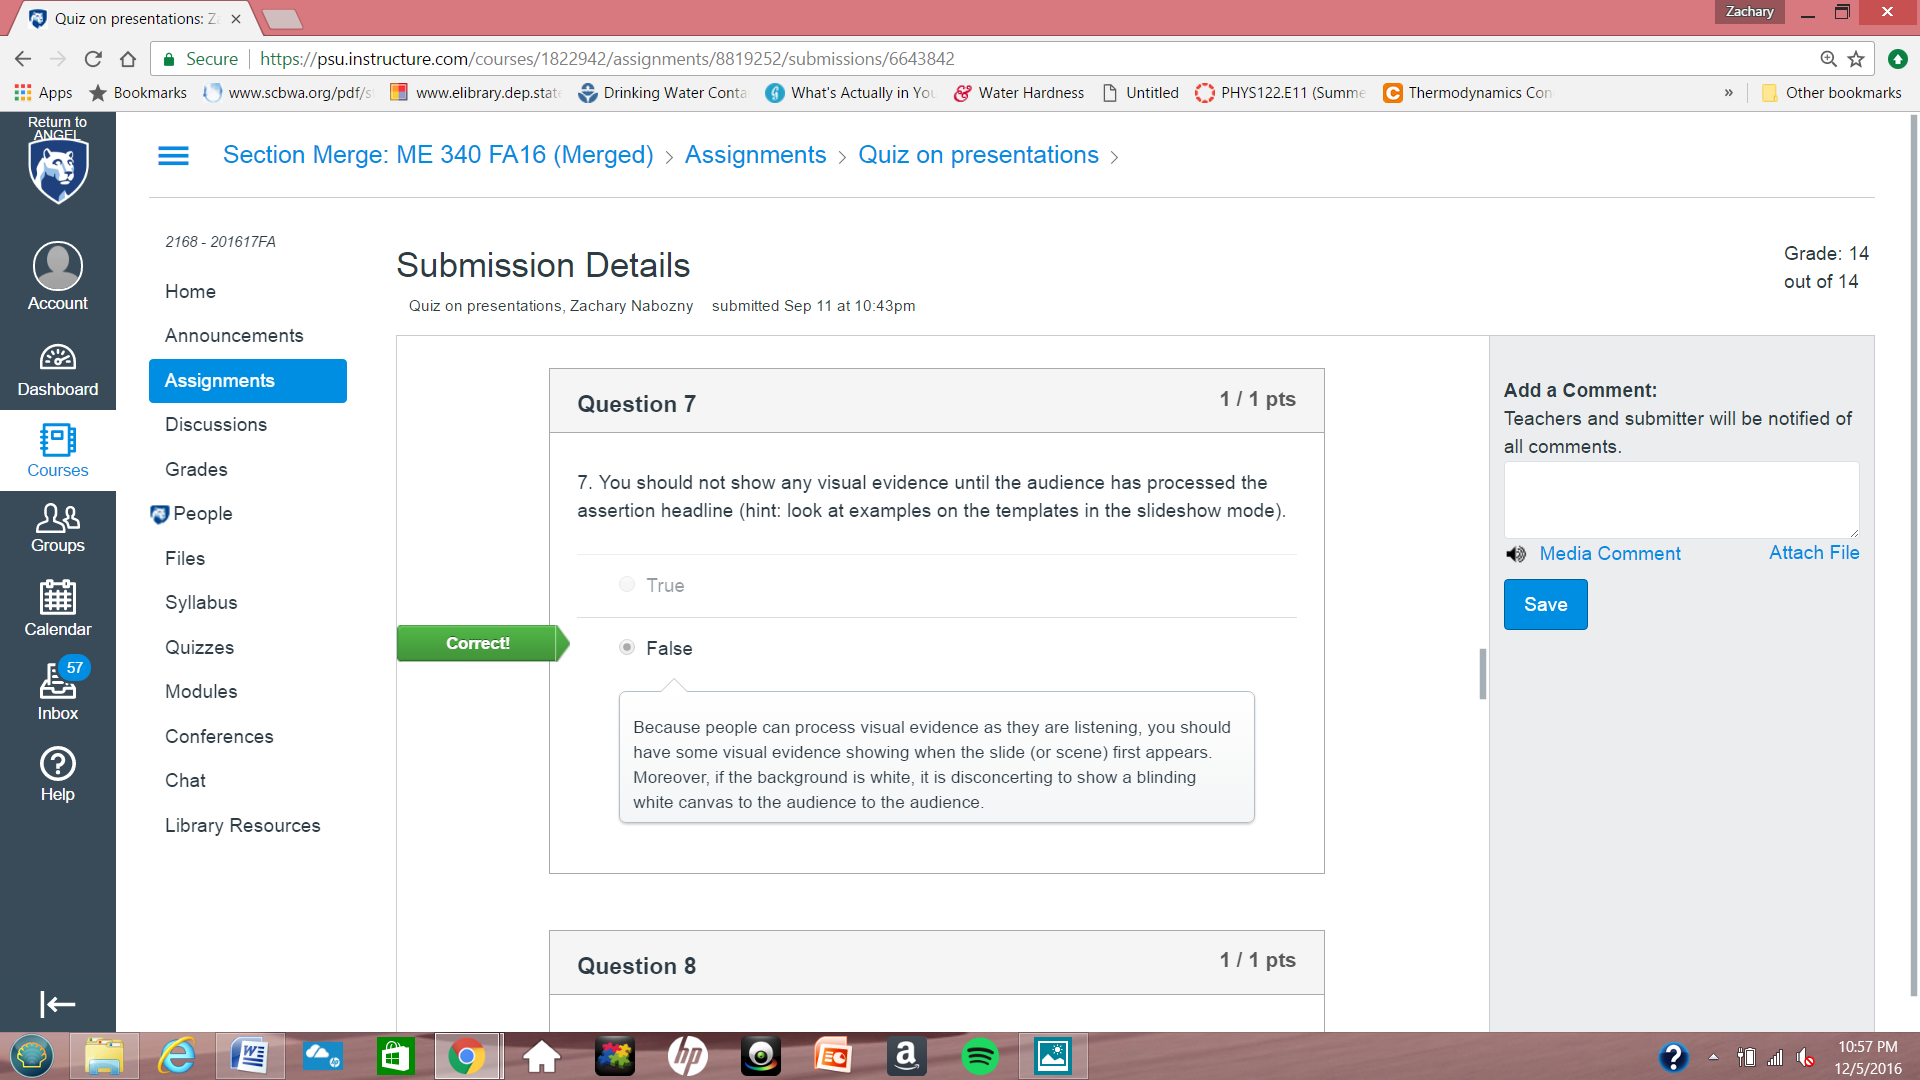 Quiz on presentations: Za
Zachary
Secure
https://psu.instructure.com/courses/1822942/assignments/8819252/submissions/6643842
Apps
Bookmarks
www.scbwa.org/pdf/s
www.elibrary.dep.state
Drinking Water Conta
What's Actually in You
Water Hardness
Untitled
PHYS122.E11 (Summe
Thermodynamics Con
»
Other bookmarks
Return to
ANGEL
Account
Dashboard
Courses
Groups
Calendar
57
Inbox
Help
Section Merge: ME 340 FA16 (Merged) > Assignments > Quiz on presentations >
2168 - 201617FA
Home
Announcements
Assignments
Discussions
Grades
People
Files
Syllabus
Quizzes
Modules
Conferences
Chat
Library Resources
Submission Details
Quiz on presentations, Zachary Nabozny submitted Sep 11 at 10:43pm
Grade: 14
out of 14
Question 7
1 / 1 pts
7. You should not show any visual evidence until the audience has processed the
assertion headline (hint: look at examples on the templates in the slideshow mode).
True
Correct!
False
Because people can process visual evidence as they are listening, you should
have some visual evidence showing when the slide (or scene) first appears.
Moreover, if the background is white, it is disconcerting to show a blinding
white canvas to the audience to the audience.
Question 8
1 / 1 pts
Add a Comment:
Teachers and submitter will be notified of
all comments.
Media Comment
Attach File
Save
10:57 PM
12/5/2016